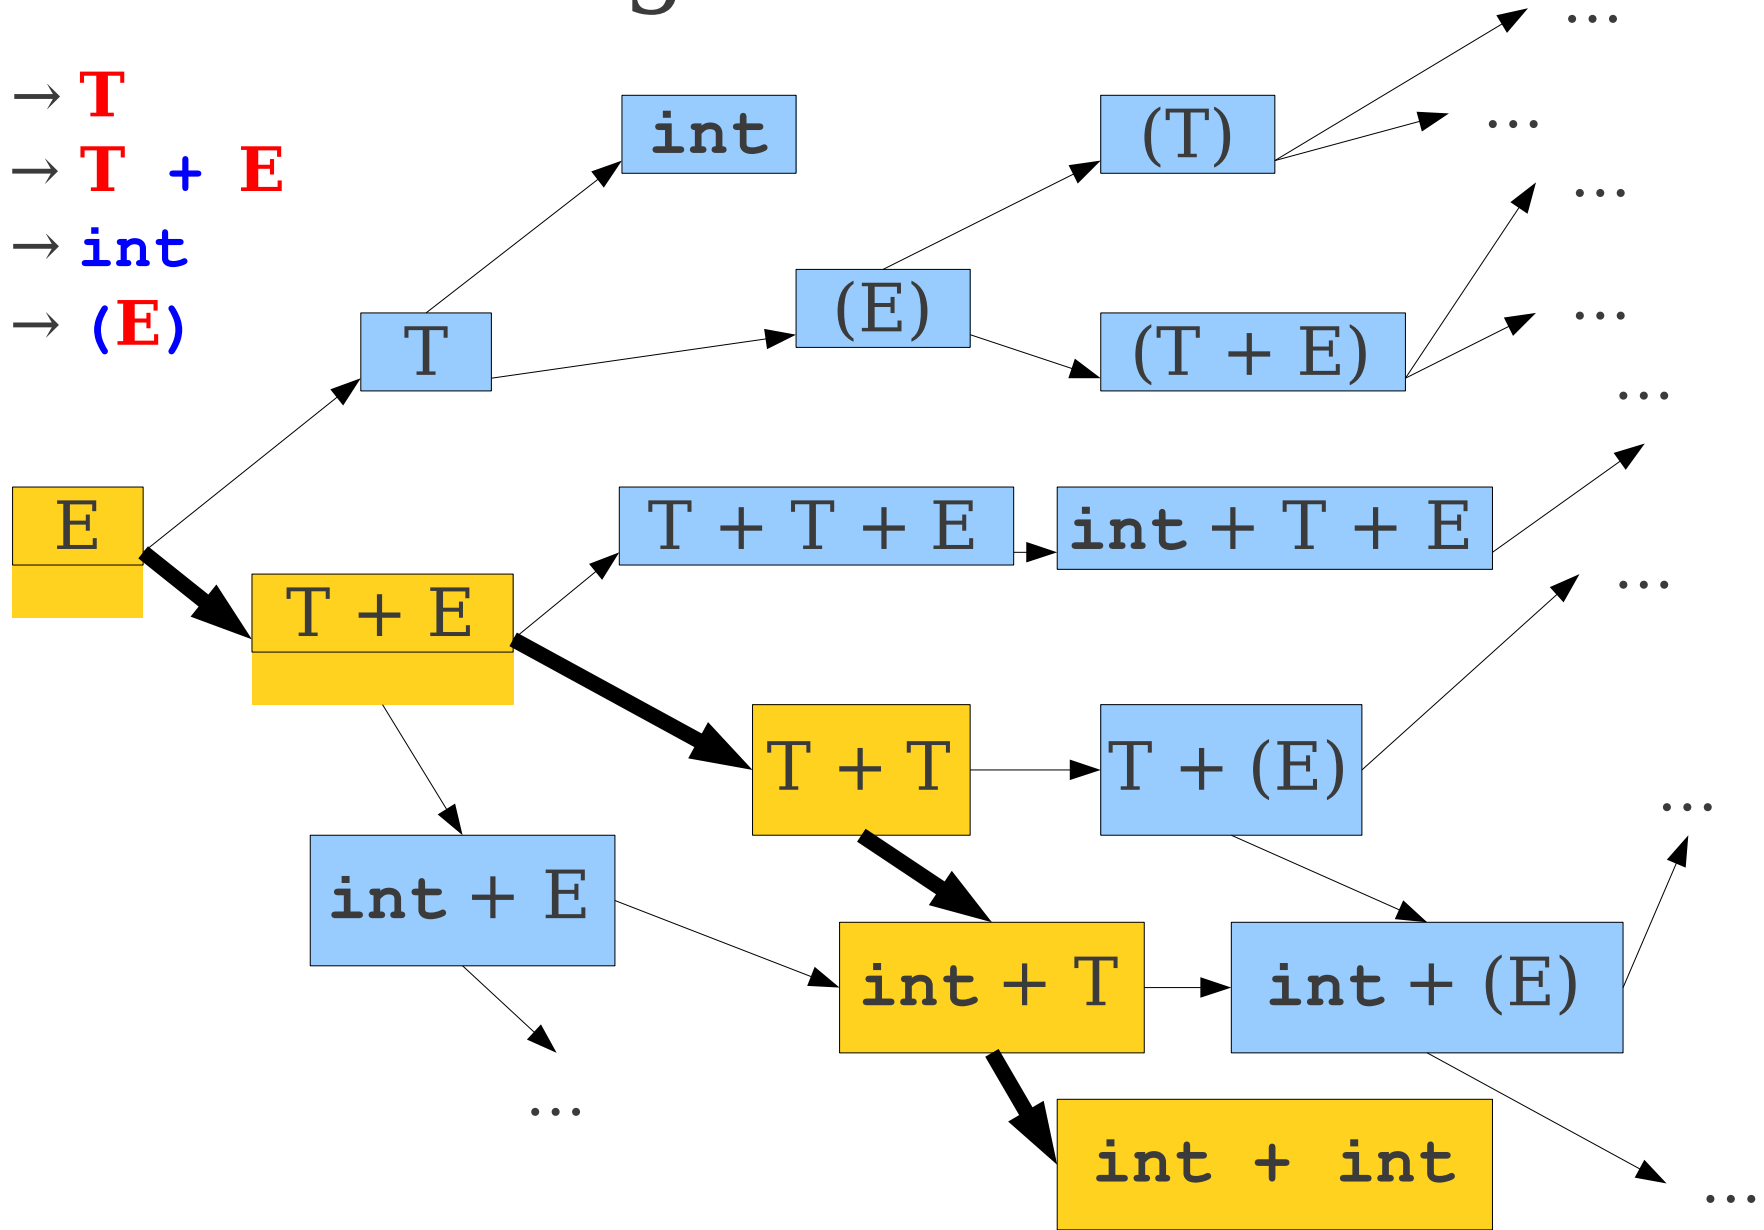 → T
→ T + E
→ int
→ (E)
...
int
(T)
...
...
T
(E)
(T + E)
...
...
E
T + T + E
int + T + E
T + E
...
T + T
T + (E)
...
int + E
int + T
int + (E)
...
int + int
...